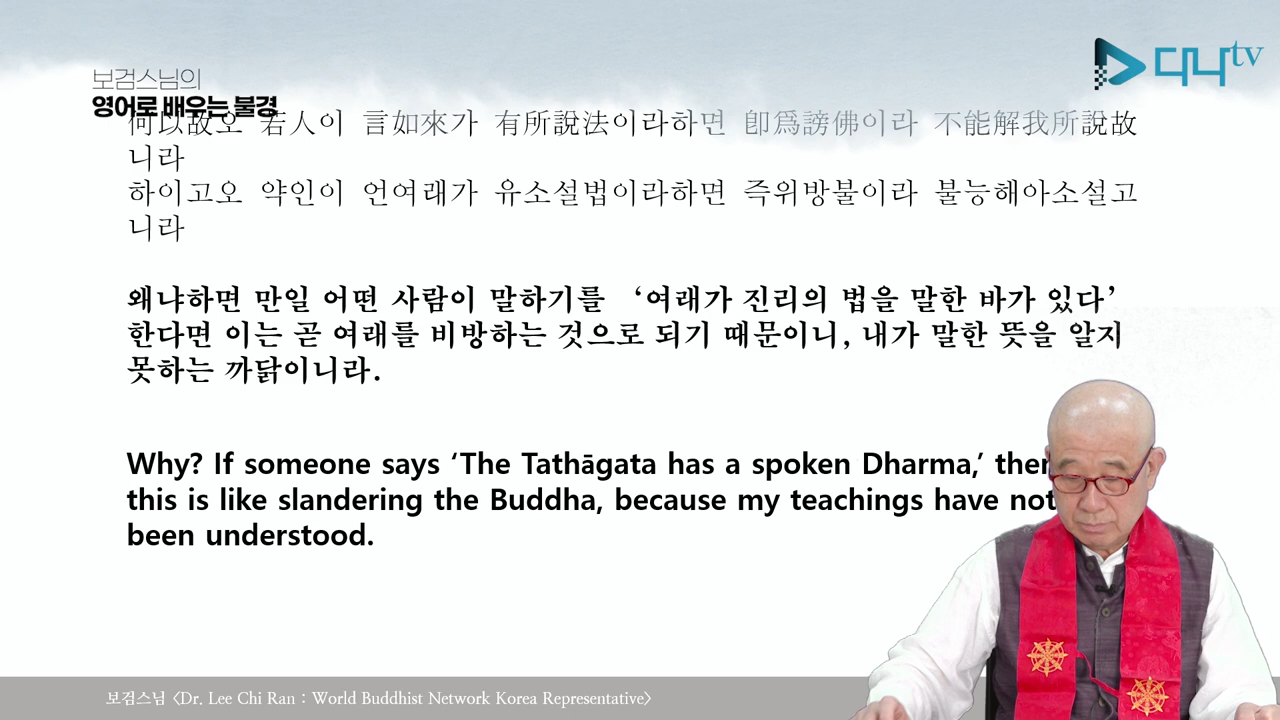 보검스님의
영어로 배우는 불경
다나tv
何以故오 若人이 言如來가 有所說法이라하면 卽爲謗佛이라 不能解我所說故
니라
하이고오 약인이 언여래가 유소설법이라하면 즉위방불이라 불능해아소설고
니라
왜냐하면 만일 어떤 사람이 말하기를 ‘여래가 진리의 법을 말한 바가 있다’
한다면 이는 곧 여래를 비방하는 것으로 되기 때문이니, 내가 말한 뜻을 알지
못하는 까닭이니라.
Why? If someone says ‘The Tathāgata has a spoken Dharma,’ then
this is like slandering the Buddha, because my teachings have not
been understood.
보검스님 <Dr. Lee Chi Ran : World Buddhist Network Korea Representative>